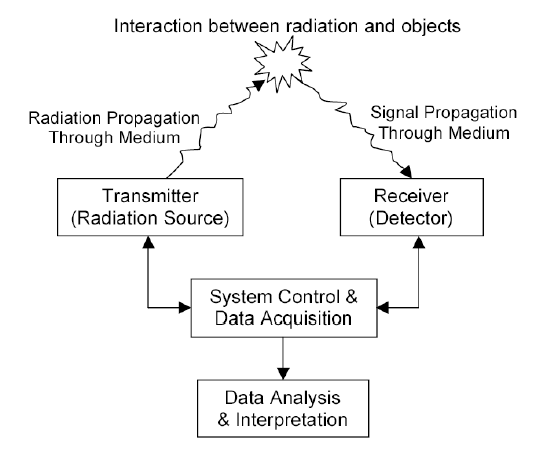 Interaction between radiation and objects
Radiation Propagation
Through Medium
Signal Propagation
Through Medium
Transmitter
(Radiation Source)
Receiver
(Detector)
System Control &
Data Acquisition
Data Analysis
& Interpretation